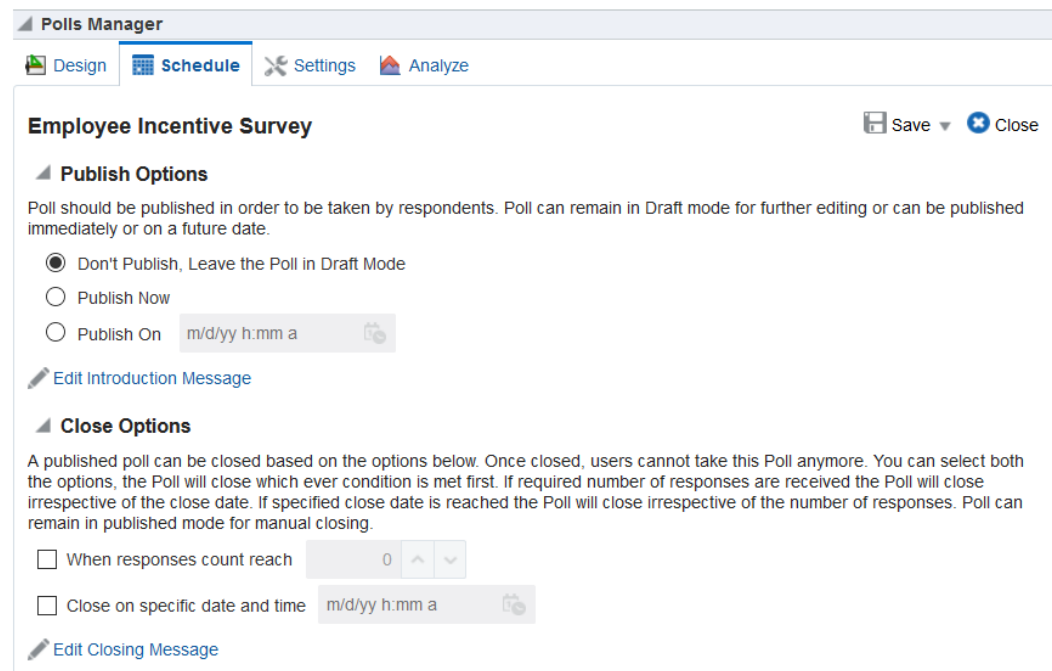 Polls Manager
Design Schedule Settings Analyze
Employee Incentive Survey
Save Close
Publish Options
Poll should be published in order to be taken by respondents. Poll can remain in Draft mode for further editing or can be published
immediately or on a future date.
Don't Publish, Leave the Poll in Draft Mode
Publish Now
Publish On m/d/yy h:mm a
Edit Introduction Message
Close Options
A published poll can be closed based on the options below. Once closed, users cannot take this Poll anymore. You can select both
the options, the Poll will close which ever condition is met first. If required number of responses are received the Poll will close
irrespective of the close date. If specified close date is reached the Poll will close irrespective of the number of responses. Poll can
remain in published mode for manual closing.
When responses count reach 0
Close on specific date and time m/d/yy h:mm a
Edit Closing Message